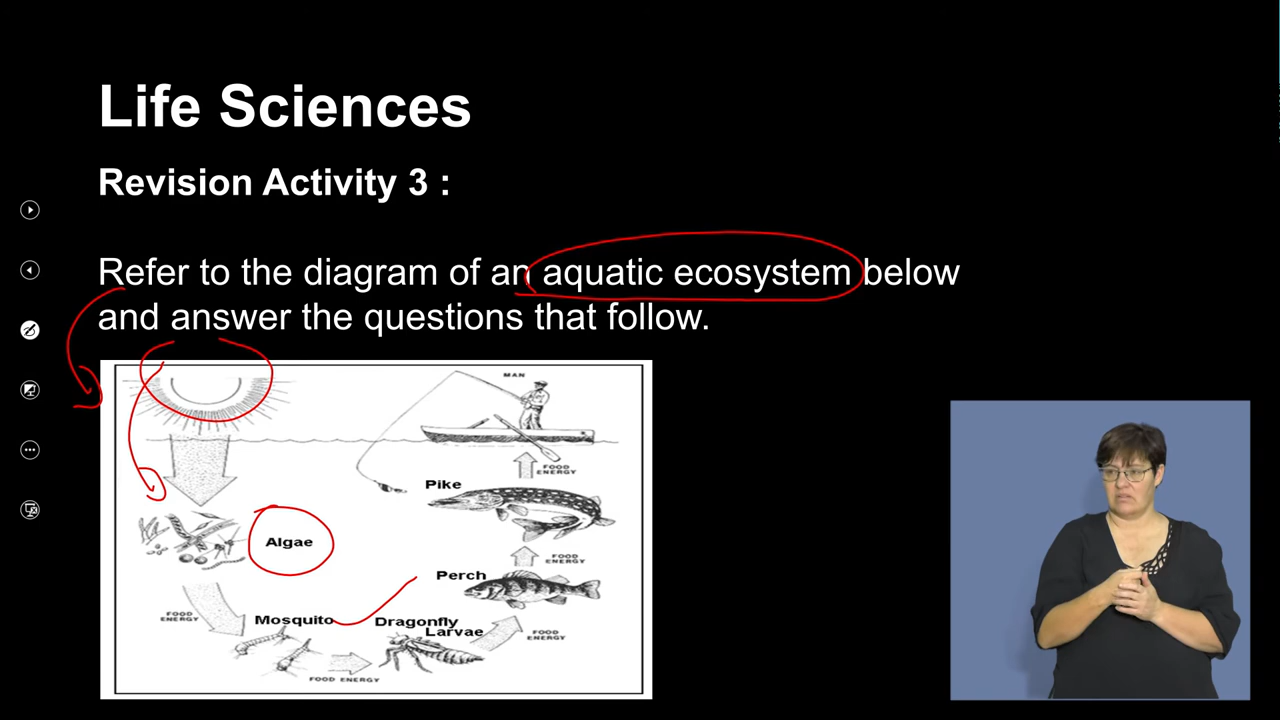 Life Sciences
Revision Activity 3 :
Refer to the diagram of an aquatic ecosystem below
and answer the questions that follow.
MAN
FOOD
ENERGY
Pike
Algae
FOOD
ENERGY
Perch
FOOD
ENERGY
Mosquito
Dragonfly
Larvae
FOOD
ENERGY
FOOD ENERGY